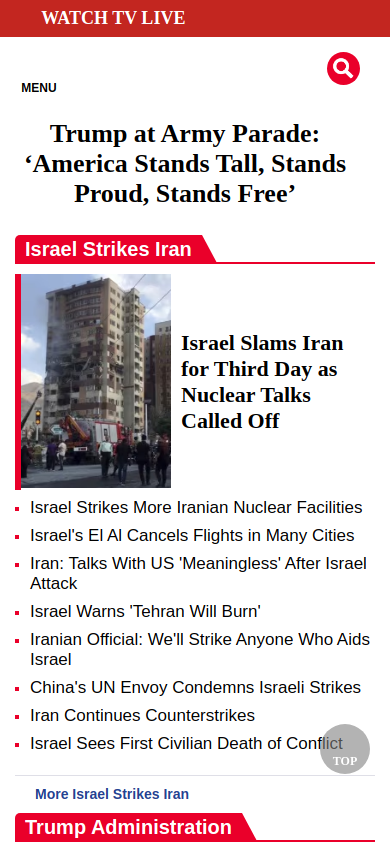 WATCH TV LIVE
MENU
Trump at Army Parade:
‘America Stands Tall, Stands
Proud, Stands Free’
Israel Strikes Iran
Israel Slams Iran
for Third Day as
Nuclear Talks
Called Off
Israel Strikes More Iranian Nuclear Facilities
Israel's El Al Cancels Flights in Many Cities
Iran: Talks With US 'Meaningless' After Israel
Attack
Israel Warns 'Tehran Will Burn'
Iranian Official: We'll Strike Anyone Who Aids
Israel
China's UN Envoy Condemns Israeli Strikes
Iran Continues Counterstrikes
Israel Sees First Civilian Death of Conflict
TOP
More Israel Strikes Iran
Trump Administration